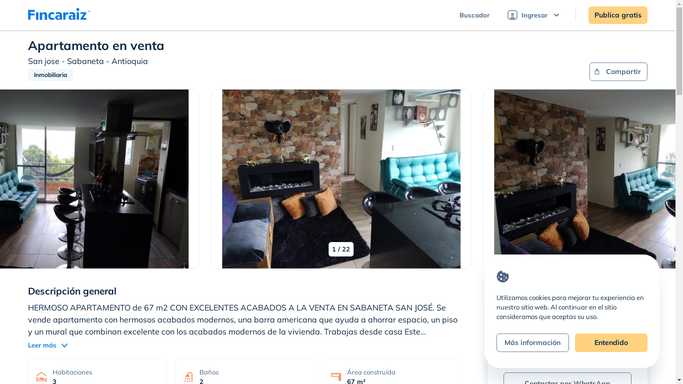 Fincaraiz
Buscador
Ingresar
Publica gratis
Apartamento en venta
San jose - Sabaneta - Antioquia
Inmobiliaria
Compartir
1 / 22
Descripción general
HERMOSO APARTAMENTO de 67 m2 CON EXCELENTES ACABADOS A LA VENTA EN SABANETA SAN JOSÉ. Se
vende apartamento con hermosos acabados modernos, una barra americana que ayuda a ahorrar espacio, un piso
y un mural que combinan excelente con los acabados modernos de la vivienda. Trabajas desde casa Este...
Leer más
Habitaciones
3
Baños
2
Área construida
67 m²
Utilizamos cookies para mejorar tu experiencia en
nuestro sitio web. Al continuar en el sitio
consideramos que aceptas su uso.
Más información
Entendido
Contactar por WhatsApp